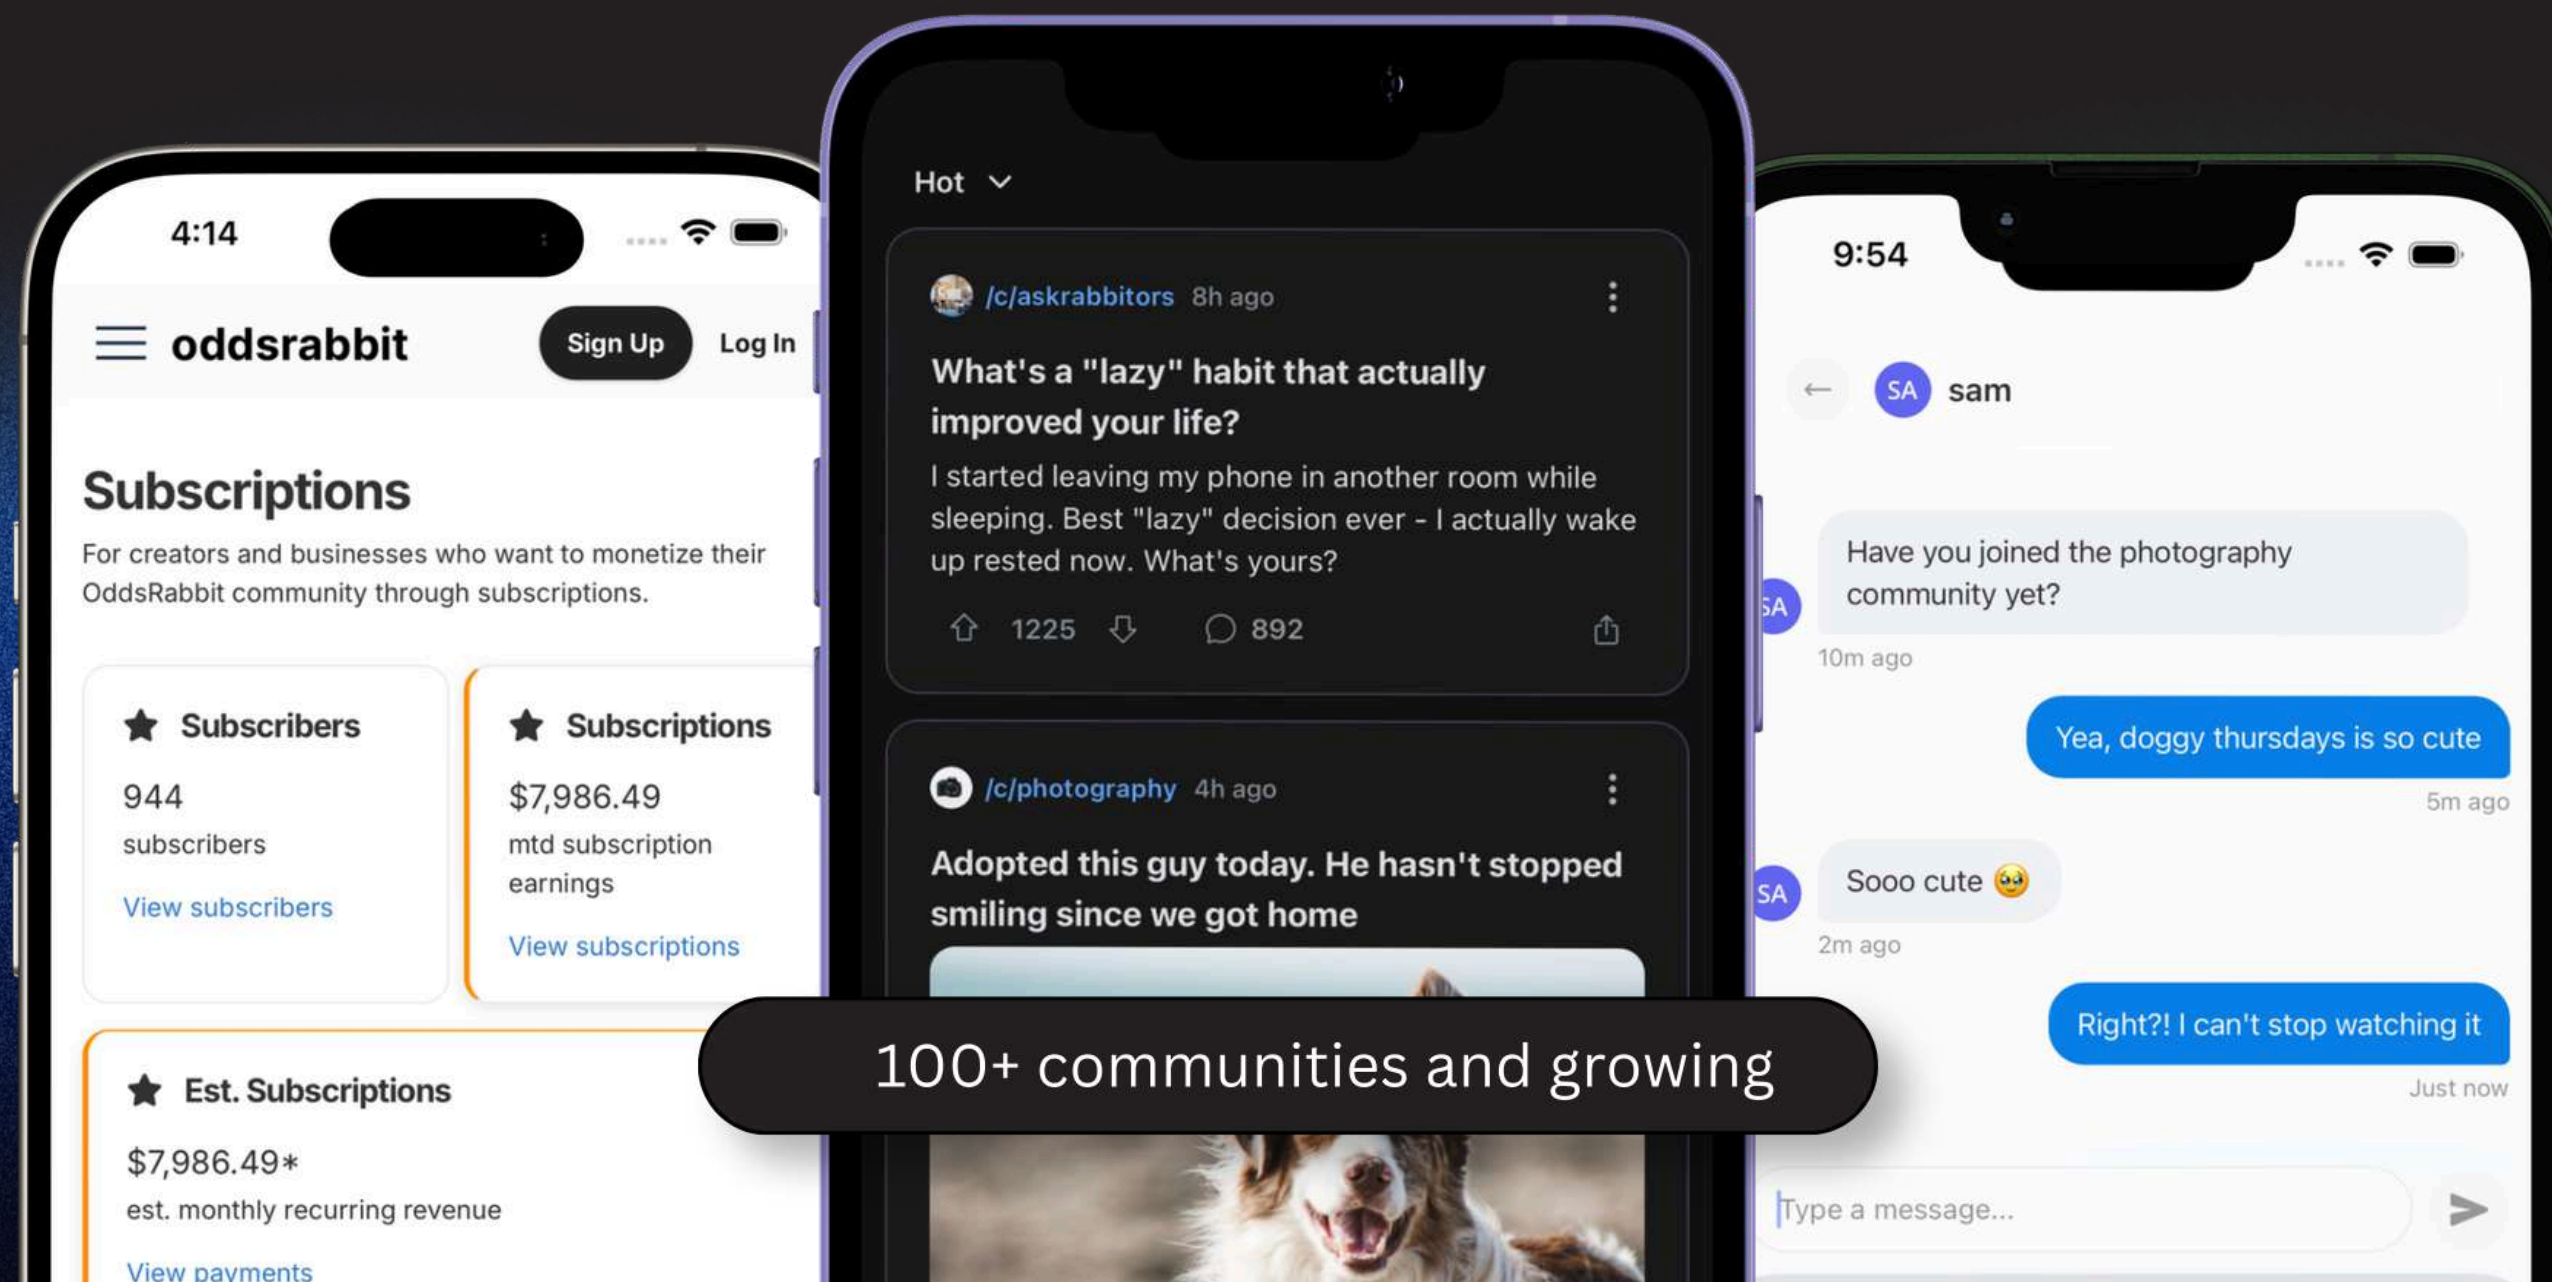 4:14
oddsrabbit
Sign Up
Log In
Subscriptions
For creators and businesses who want to monetize their
OddsRabbit community through subscriptions.
Subscribers
944
subscribers
View subscribers
Subscriptions
$7,986.49
mtd subscription
earnings
View subscriptions
Est. Subscriptions
$7,986.49*
est. monthly recurring revenue
View payments
Hot
/c/askrabbitors 8h ago
What's a "lazy" habit that actually
improved your life?
I started leaving my phone in another room while
sleeping. Best "lazy" decision ever - I actually wake
up rested now. What's yours?
1225
892
/c/photography 4h ago
Adopted this guy today. He hasn't stopped
smiling since we got home
100+ communities and growing
9:54
SA
sam
Have you joined the photography
community yet?
SA
10m ago
Yea, doggy thursdays is so cute
5m ago
Sooo cute 🥹
SA
2m ago
Right?! I can't stop watching it
Just now
Type a message...